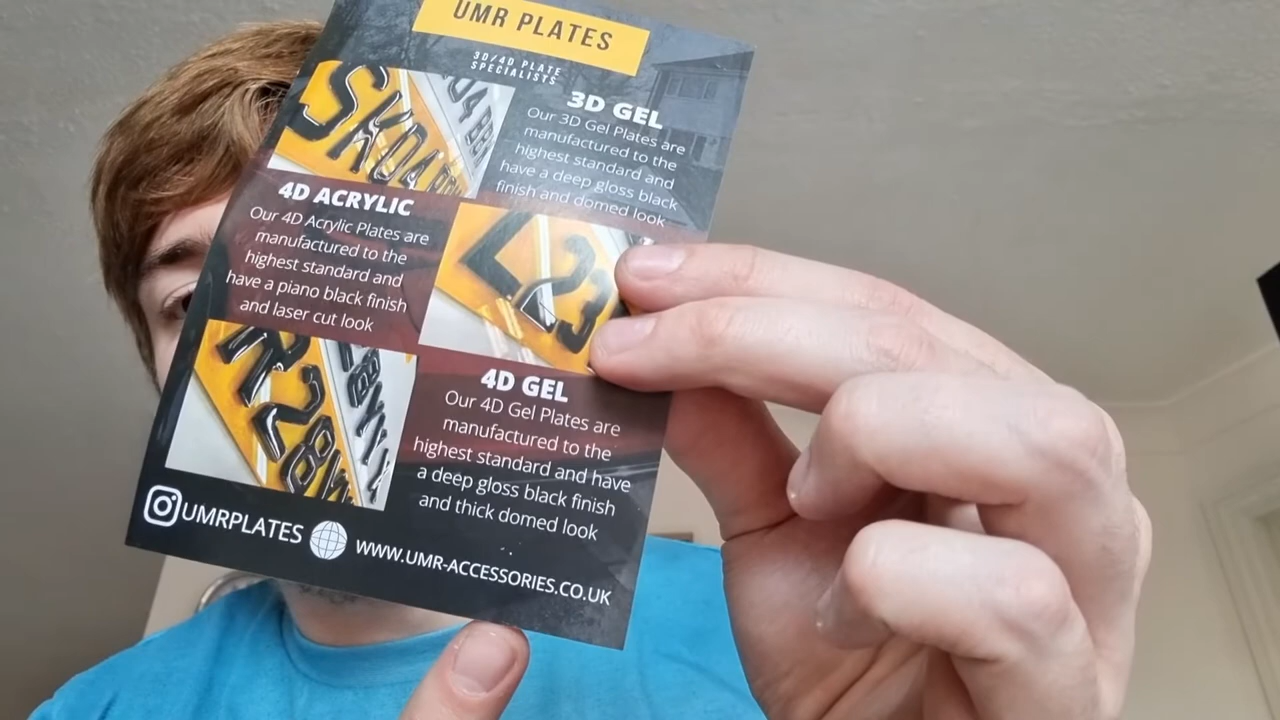 UMR PLATES
3D/4D PLATE
SPECIALISTS
3D GEL
Our 3D Gel Plates are
manufactured to the
highest standard and
have a deep gloss black
finish and domed look
4D ACRYLIC
Our 4D Acrylic Plates are
manufactured to the
highest standard and
have a piano black finish
and laser cut look
23
4D GEL
Our 4D Gel Plates are
manufactured to the
highest standard and have
a deep gloss black finish
and thick domed look
UMRPLATES
WWW.UMR-ACCESSORIES.CO.UK